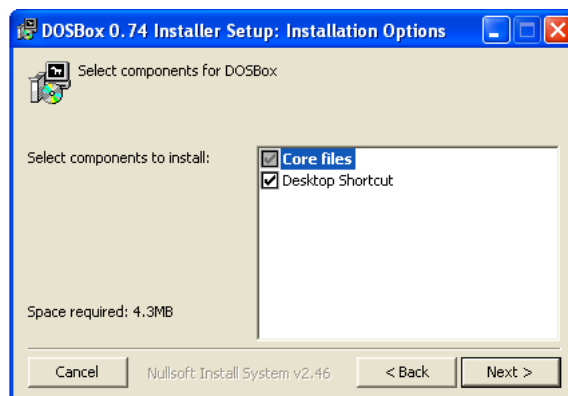 DOSBox 0.74 Installer Setup: Installation Options
Select components for DOSBox
Select components to install:
Core files
Desktop Shortcut
Space required: 4.3MB
Cancel
Nullsoft Install System v2.46
< Back
Next >